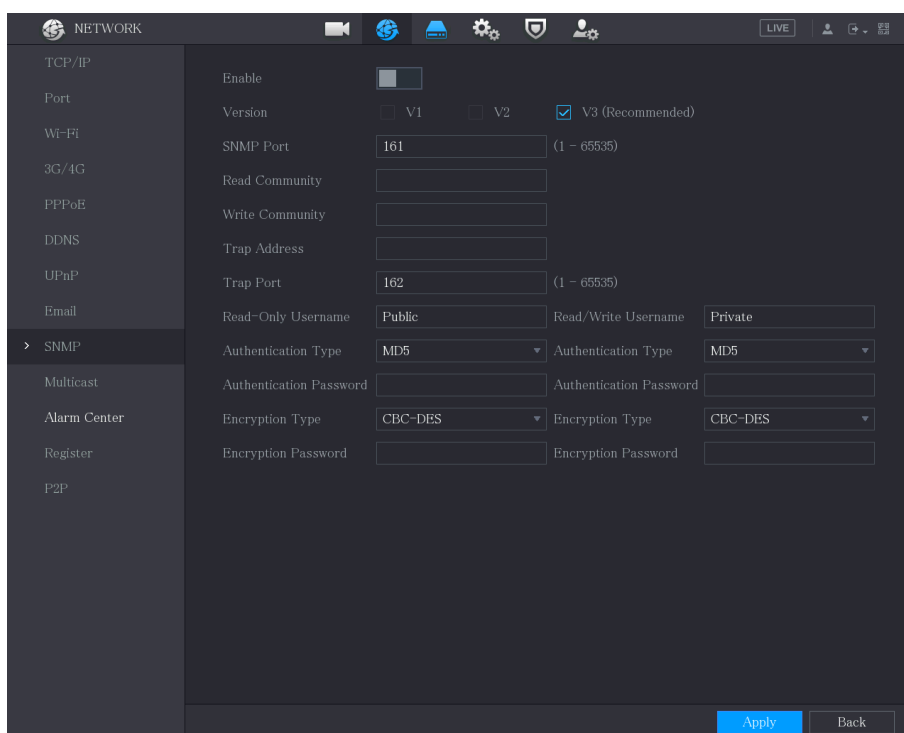 NETWORK LIVE
TCP/IP
Port
Wi-Fi
3G/4G
PPPoE
DDNS
UPnP
Email
SNMP
Multicast
Alarm Center
Register
P2P
Enable
Version V1 V2 V3 (Recommended)
SNMP Port 161 (1 - 65535)
Read Community
Write Community
Trap Address
Trap Port 162 (1 - 65535)
Read-Only Username Public Read/Write Username Private
Authentication Type MD5 Authentication Type MD5
Authentication Password Authentication Password
Encryption Type CBC-DES Encryption Type CBC-DES
Encryption Password Encryption Password
Apply Back